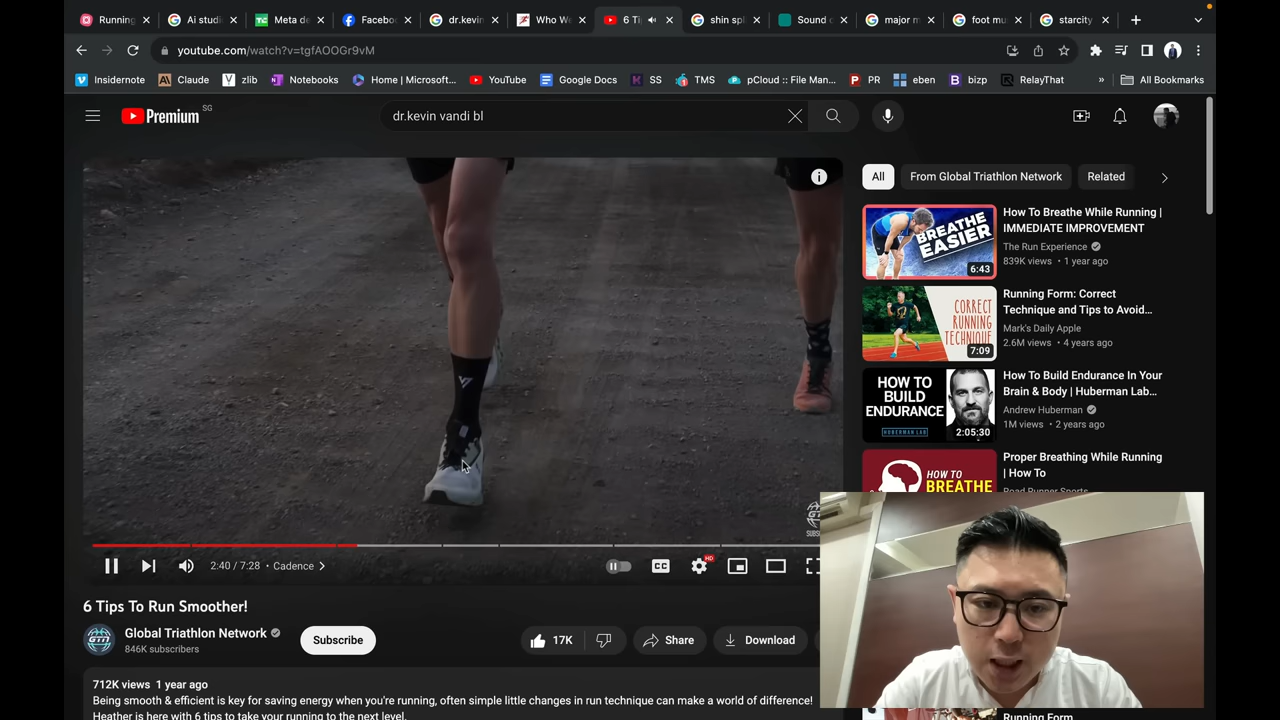 Running
Ai studi
Meta de
Faceboo
dr.kevin
Who We
6 Ti
shin spl
Sound c
major m
foot mu
starcity
youtube.com/watch?v=tgfAOOGr9vM
Insidernote
Claude
zlib
Notebooks
Home | Microsoft...
YouTube
Google Docs
SS
TMS
pCloud :: File Man...
PR
eben
bizp
RelayThat
»
All Bookmarks
Premium SG
dr.kevin vandi bl
All
From Global Triathlon Network
Related
BREATHE
EASIER
6:43
How To Breathe While Running |
IMMEDIATE IMPROVEMENT
The Run Experience
839K views • 1 year ago
CORRECT
RUNNING
TECHNIQUE
7:09
Running Form: Correct
Technique and Tips to Avoid...
Mark's Daily Apple
2.6M views • 4 years ago
HOW TO
BUILD
ENDURANCE
HUBERMAN LAB
2:05:30
How To Build Endurance In Your
Brain & Body | Huberman Lab...
Andrew Huberman
1M views • 2 years ago
HOW TO
BREATHE
Proper Breathing While Running
| How To
Road Runner Sports
2:40 / 7:28 • Cadence
CC
HD
6 Tips To Run Smoother!
GTN
Global Triathlon Network
846K subscribers
Subscribe
17K
Share
Download
712K views 1 year ago
Being smooth & efficient is key for saving energy when you're running, often simple little changes in run technique can make a world of difference!
Heather is here with 6 tips to take your running to the next level.
Running Form: